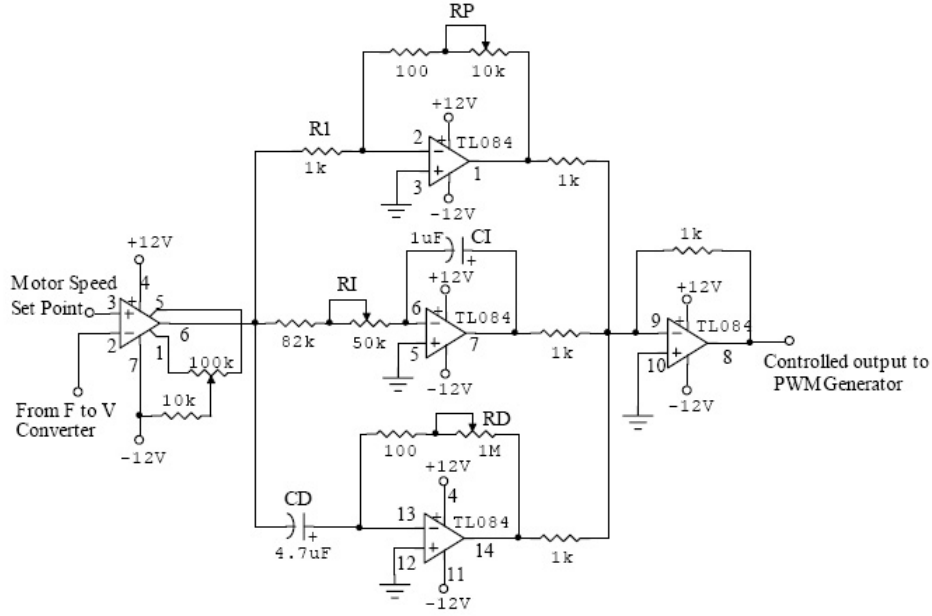 RP
100
10k
+12V
R1
2
TL084
1k
3
1
1k
-12V
1uF
CI
+12V
1k
+12V
Motor Speed
Set Point
4
3
5
6
2
1
7
100k
10k
From F to V
Converter
-12V
RI
82k
50k
6
TL084
5
7
1k
-12V
+12V
9
TL084
10
8
-12V
Controlled output to
PWM Generator
RD
100
1M
+12V
4
CD
13
TL084
4.7uF
12
14
1k
11
-12V